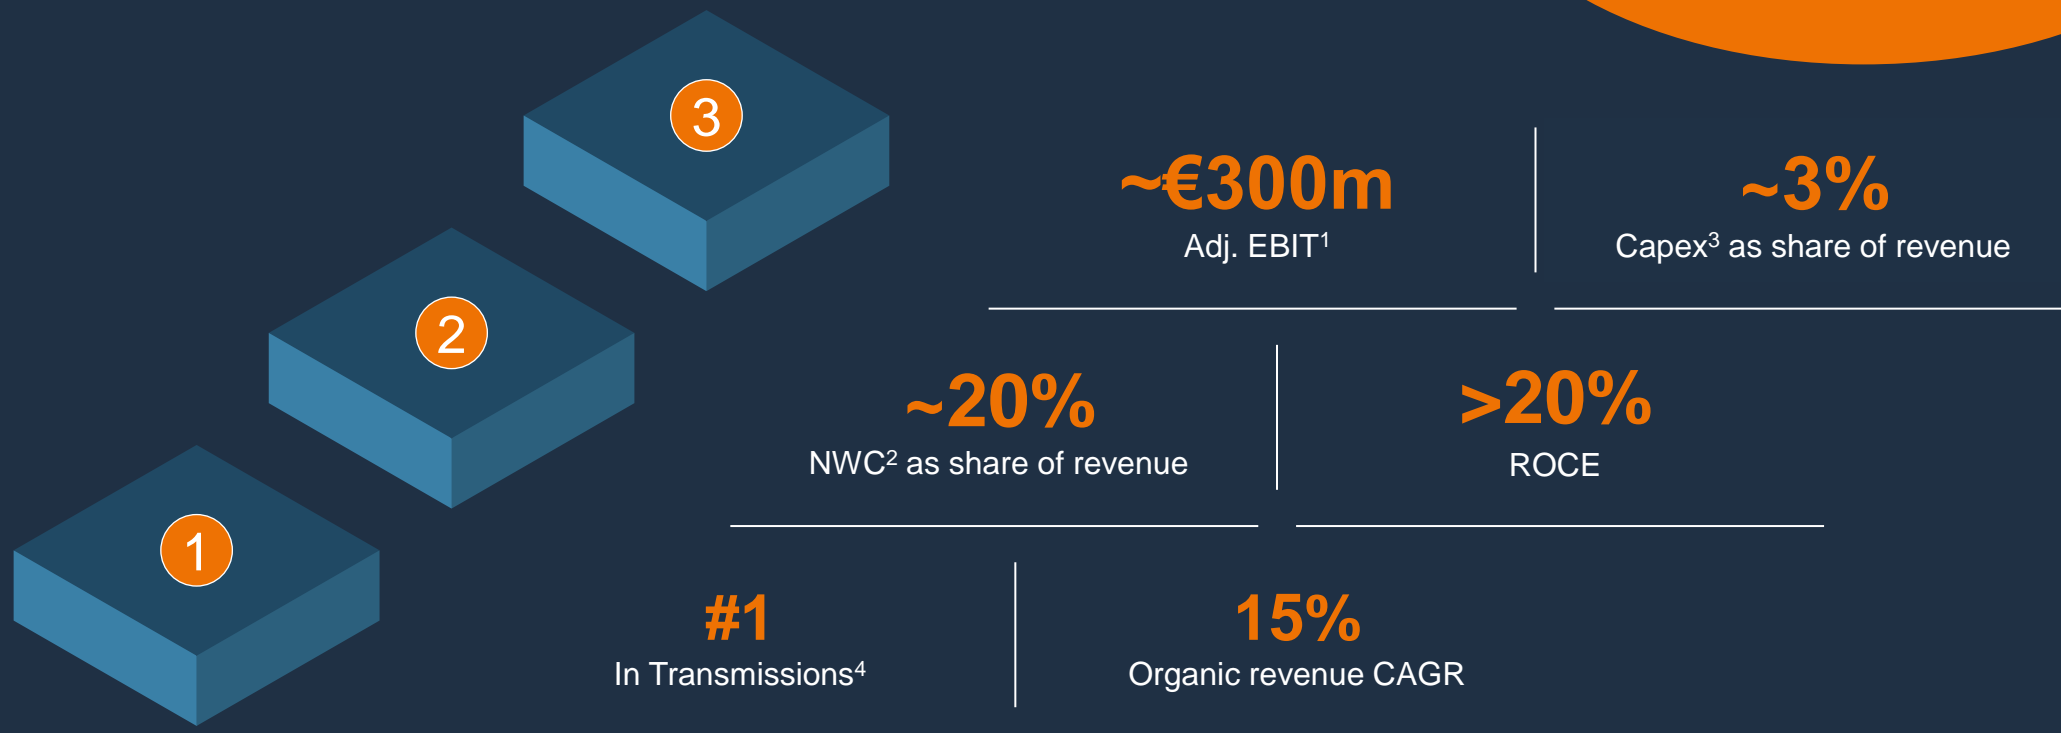 3
~€300m
Adj. EBIT¹
~3%
Capex³ as share of revenue
2
~20%
NWC² as share of revenue
>20%
ROCE
1
#1
In Transmissions⁴
15%
Organic revenue CAGR